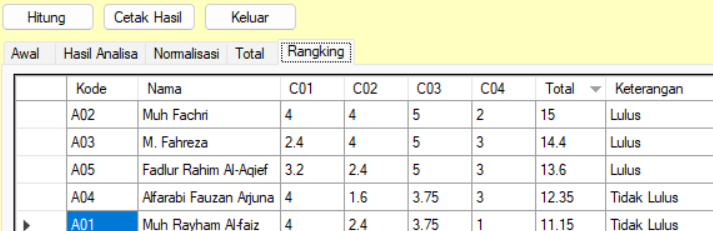 Hitung Cetak Hasil Keluar
Awal Hasil Analisa Normalisasi Total Rangking
Kode Nama C01 C02 C03 C04 Total Keterangan
A02 Muh Fachri 4 4 5 2 15 Lulus
A03 M. Fahreza 2.4 4 5 3 14.4 Lulus
A05 Fadlur Rahim Al-Aqief 3.2 2.4 5 3 13.6 Lulus
A04 Alfarabi Fauzan Arjuna 4 1.6 3.75 3 12.35 Tidak Lulus
A01 Muh Rayham Al-faiz 4 2.4 3.75 1 11.15 Tidak Lulus